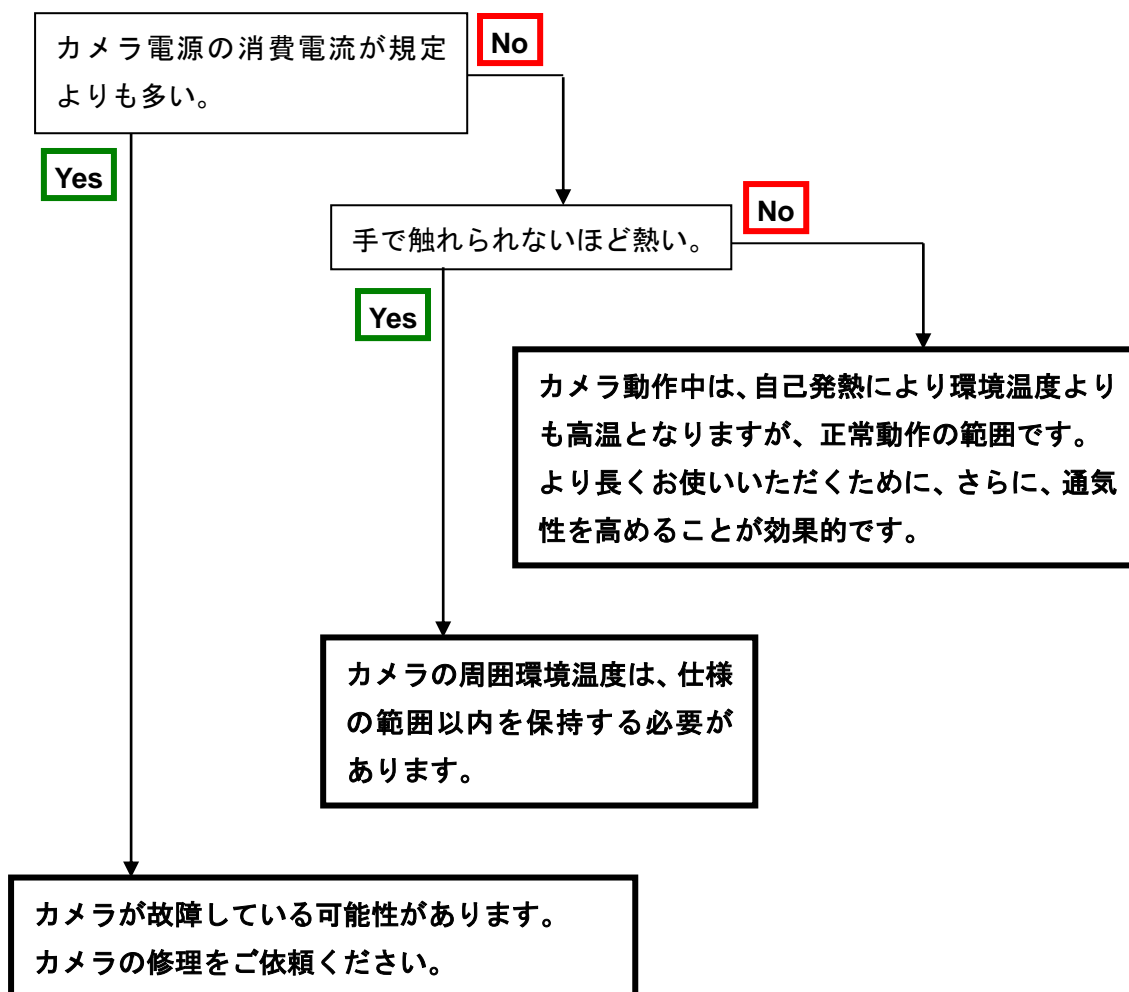 カメラ電源の消費電流が規定
よりも多い。
No
Yes
手で触れられないほど熱い。
No
Yes
カメラ動作中は、自己発熱により環境温度より
も高温となりますが、正常動作の範囲です。
より長くお使いいただくために、さらに、通気
性を高めることが効果的です。
カメラの周囲環境温度は、仕様
の範囲以内を保持する必要が
あります。
カメラが故障している可能性があります。
カメラの修理をご依頼ください。